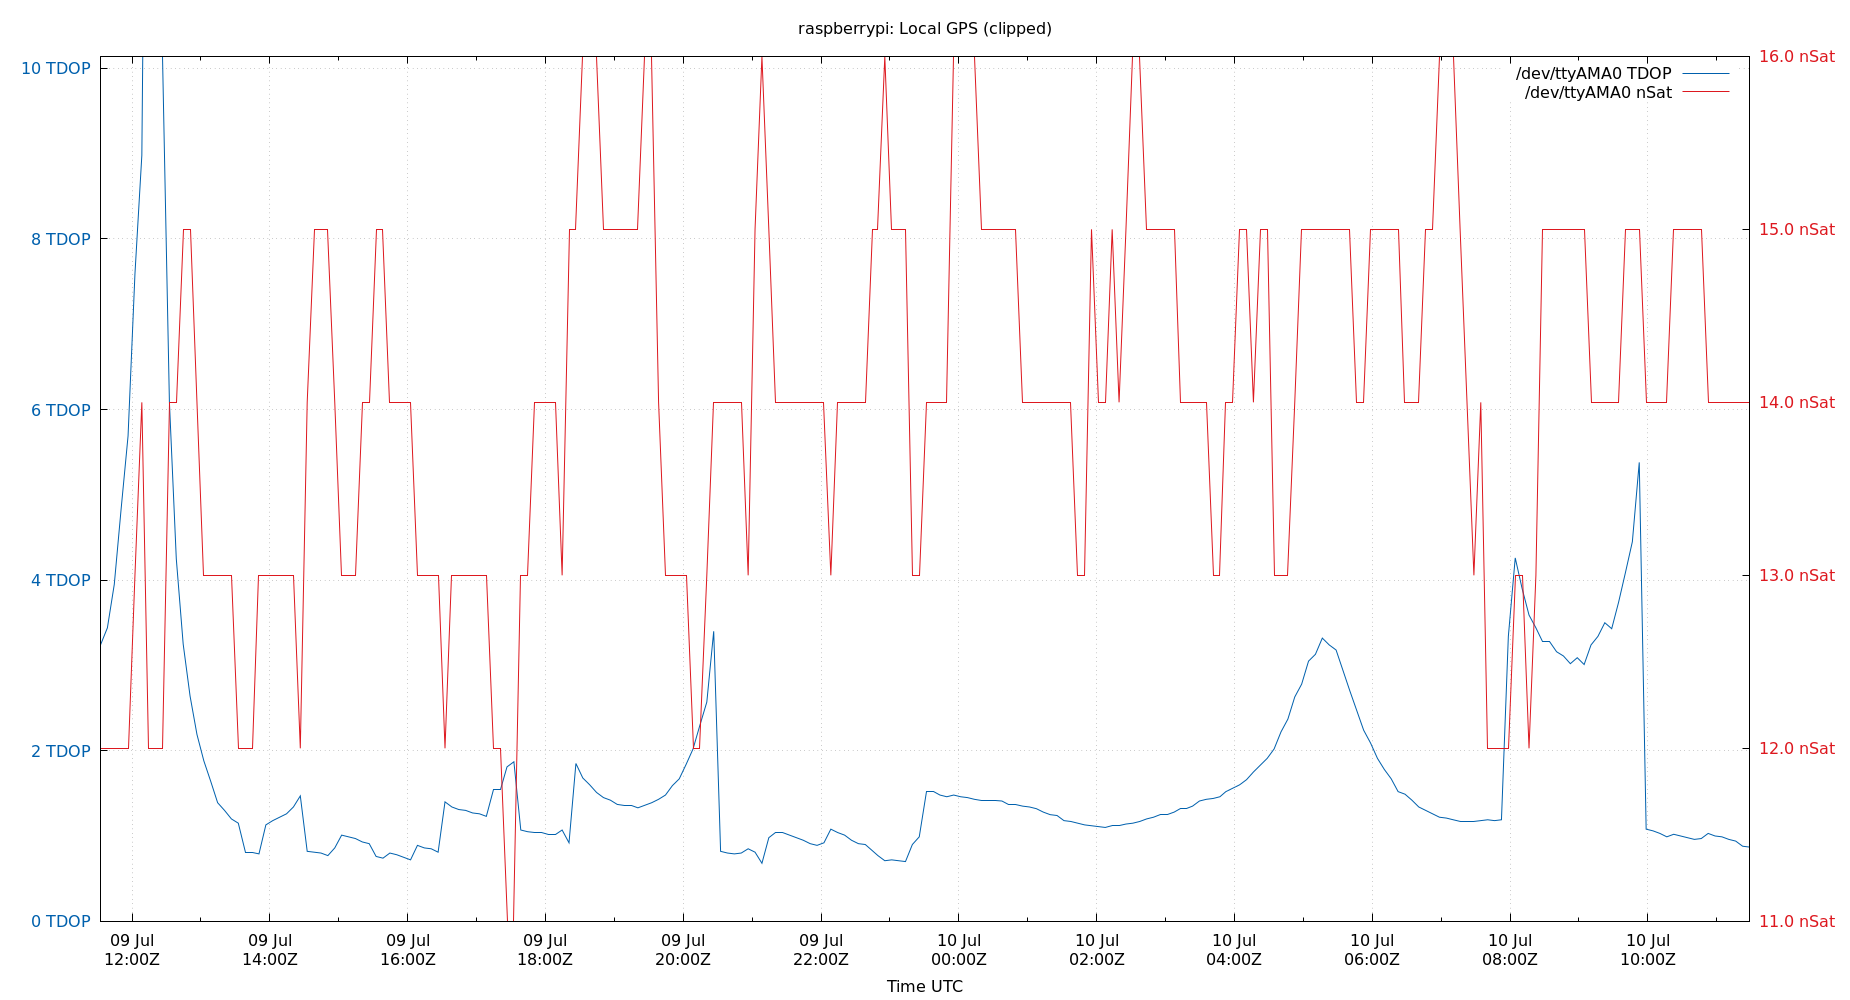 raspberrypi: Local GPS (clipped)
10 TDOP
8 TDOP
6 TDOP
4 TDOP
2 TDOP
0 TDOP
16.0 nSat
15.0 nSat
14.0 nSat
13.0 nSat
12.0 nSat
11.0 nSat
/dev/ttyAMA0 TDOP
/dev/ttyAMA0 nSat
09 Jul
12:00Z
09 Jul
14:00Z
09 Jul
16:00Z
09 Jul
18:00Z
09 Jul
20:00Z
09 Jul
22:00Z
10 Jul
00:00Z
10 Jul
02:00Z
10 Jul
04:00Z
10 Jul
06:00Z
10 Jul
08:00Z
10 Jul
10:00Z
Time UTC